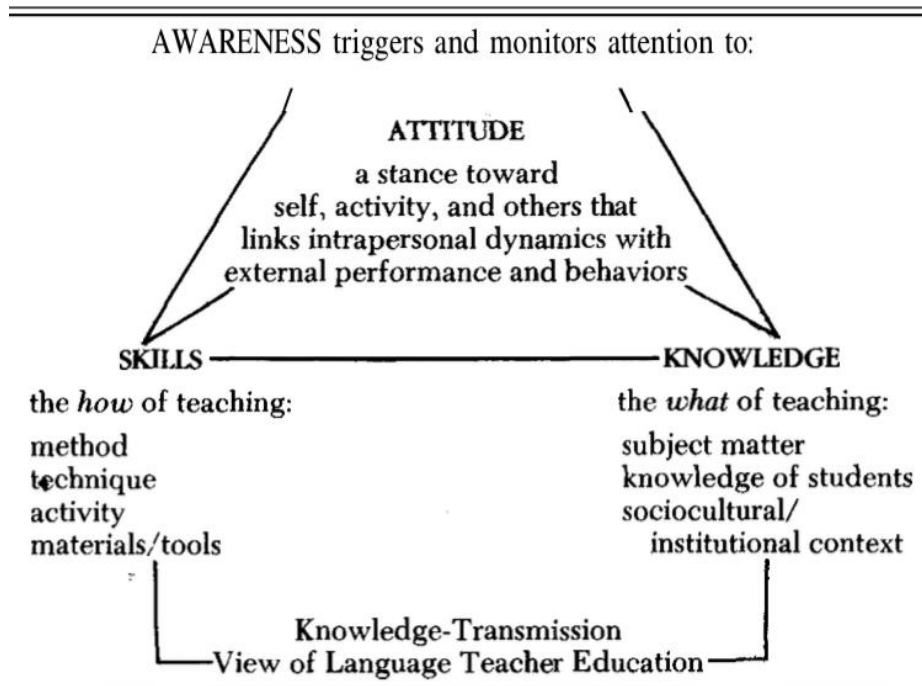 AWARENESS triggers and monitors attention to:
ATTITUDE
a stance toward
self, activity, and others that
links intrapersonal dynamics with
external performance and behaviors
SKILLS
the how of teaching:
method
technique
activity
materials/tools
KNOWLEDGE
the what of teaching:
subject matter
knowledge of students
sociocultural/
institutional context
Knowledge-Transmission
View of Language Teacher Education